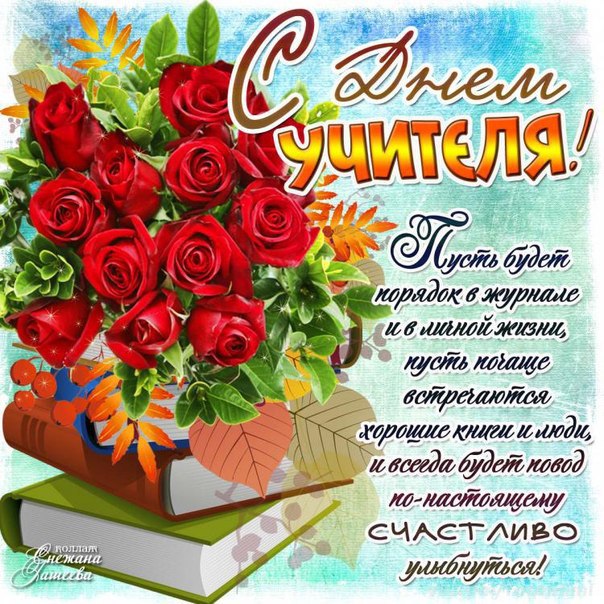 С Днем
УЧИТЕЛЯ!
Пусть будет
порядок в журнале
и в личной жизни,
пусть почаще
встречаются
хорошие книги и люди,
и всегда будет повод
по-настоящему
СЧАСТЛИВО
улыбнуться!
коллаж
Снежана